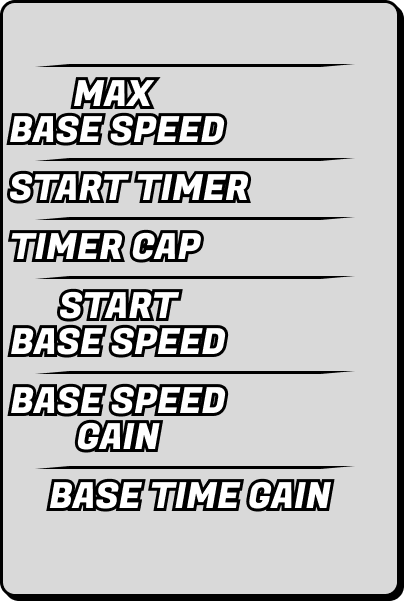 MAX
BASE SPEED
START TIMER
TIMER CAP
START
BASE SPEED
BASE SPEED
GAIN
BASE TIME GAIN